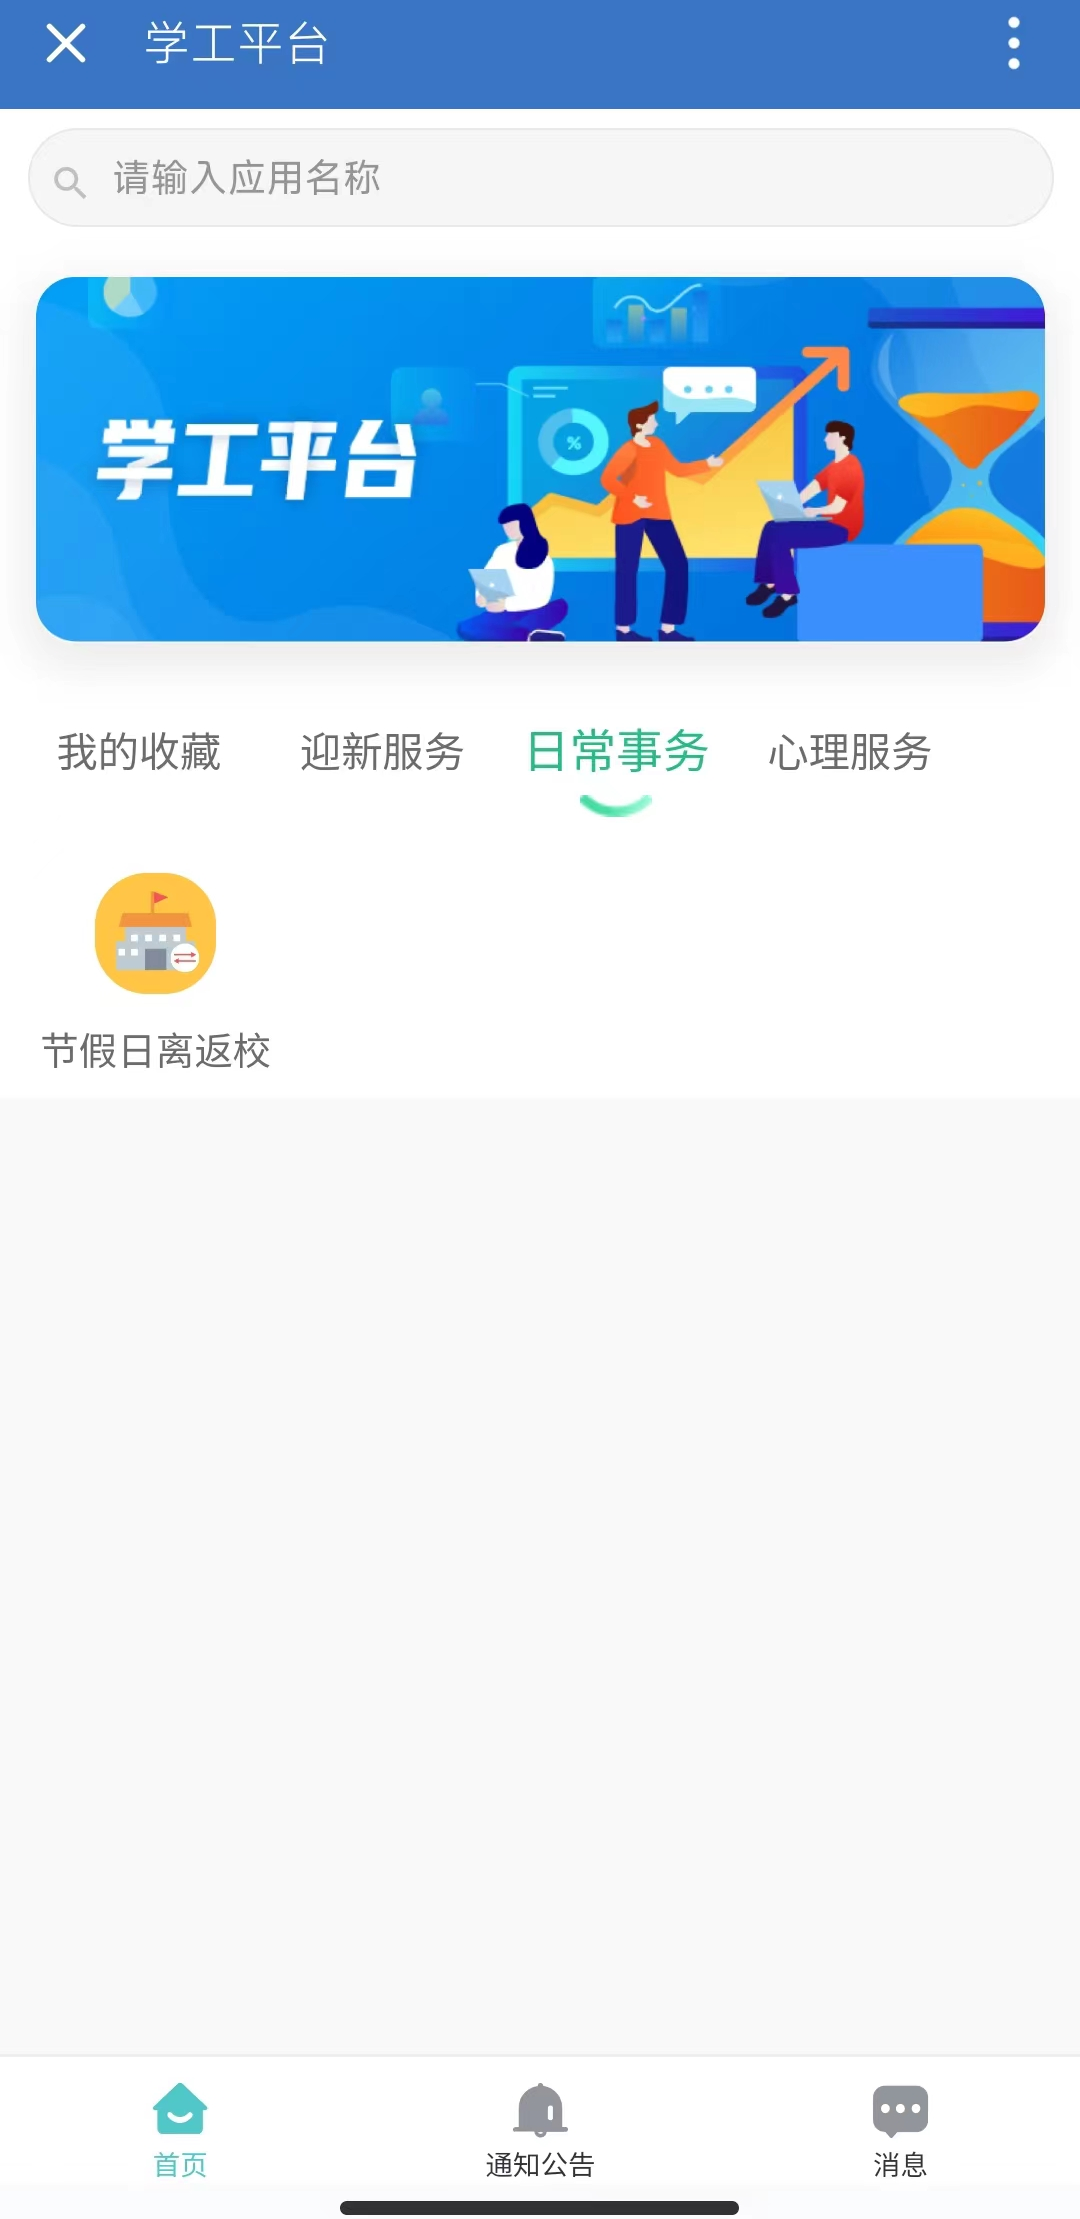 学工平台
请输入应用名称
学工平台
%
我的收藏 迎新服务 日常事务 心理服务
节假日离返校
首页 通知公告 消息